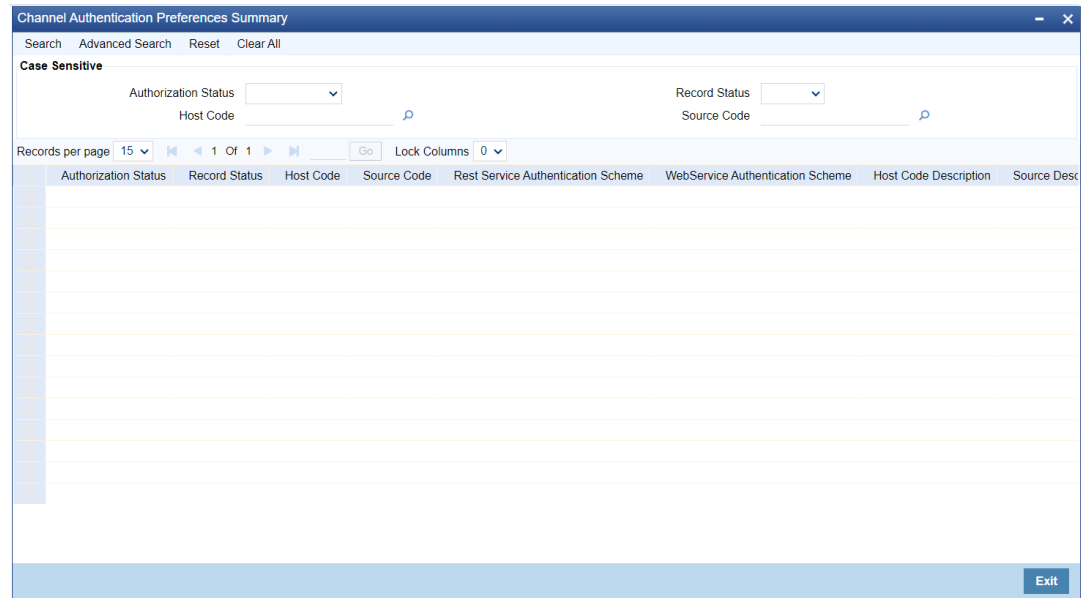 Channel Authentication Preferences Summary
Search Advanced Search Reset Clear All
Case Sensitive
Authorization Status Record Status
Host Code Source Code
Records per page 15 1 Of 1 Go Lock Columns 0
Authorization Status Record Status Host Code Source Code Rest Service Authentication Scheme WebService Authentication Scheme Host Code Description Source Desc
Exit